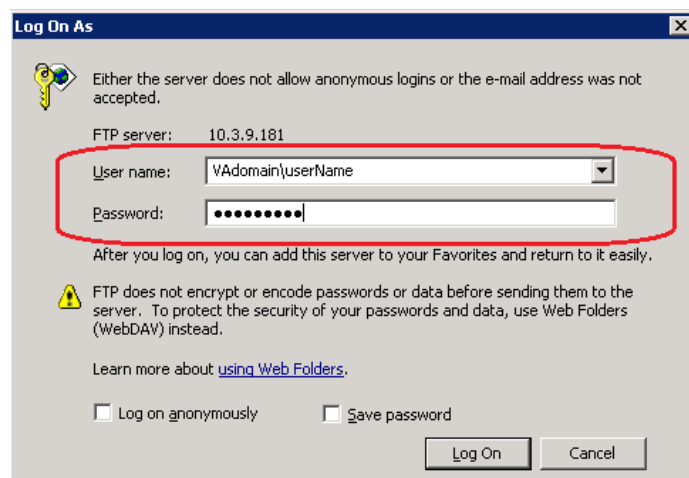 Log On As
Either the server does not allow anonymous logins or the e-mail address was not
accepted.
FTP server: 10.3.9.181
User name: VAdomain\userName
Password: ●●●●●●●●●
After you log on, you can add this server to your Favorites and return to it easily.
FTP does not encrypt or encode passwords or data before sending them to the
server. To protect the security of your passwords and data, use Web Folders
(WebDAV) instead.
Learn more about using Web Folders.
Log on anonymously Save password
Log On Cancel